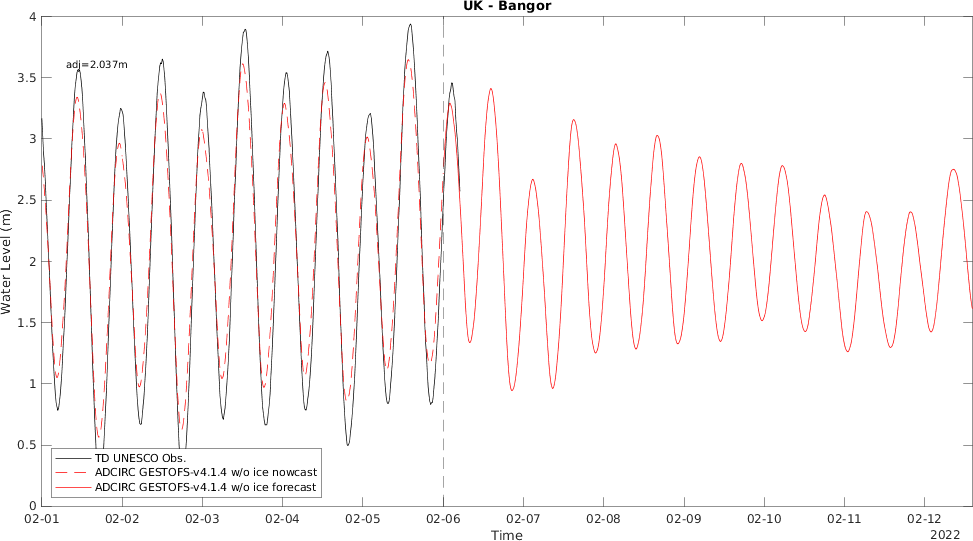 UK - Bangor
adj=2.037m
4
3.5
3
2.5
2
1.5
1
0.5
0
Water Level (m)
TD UNESCO Obs.
ADCIRC GESTOFS-v4.1.4 w/o ice nowcast
ADCIRC GESTOFS-v4.1.4 w/o ice forecast
02-01 02-02 02-03 02-04 02-05 02-06 02-07 02-08 02-09 02-10 02-11 02-12
Time
2022